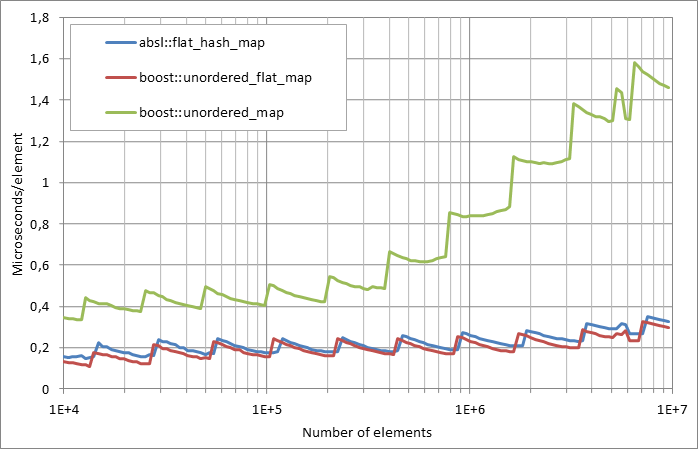 1,8
1,6
1,4
1,2
1
0,8
0,6
0,4
0,2
0
Microseconds/element
absl::flat_hash_map
boost::unordered_flat_map
boost::unordered_map
1E+4 1E+5 1E+6 1E+7
Number of elements